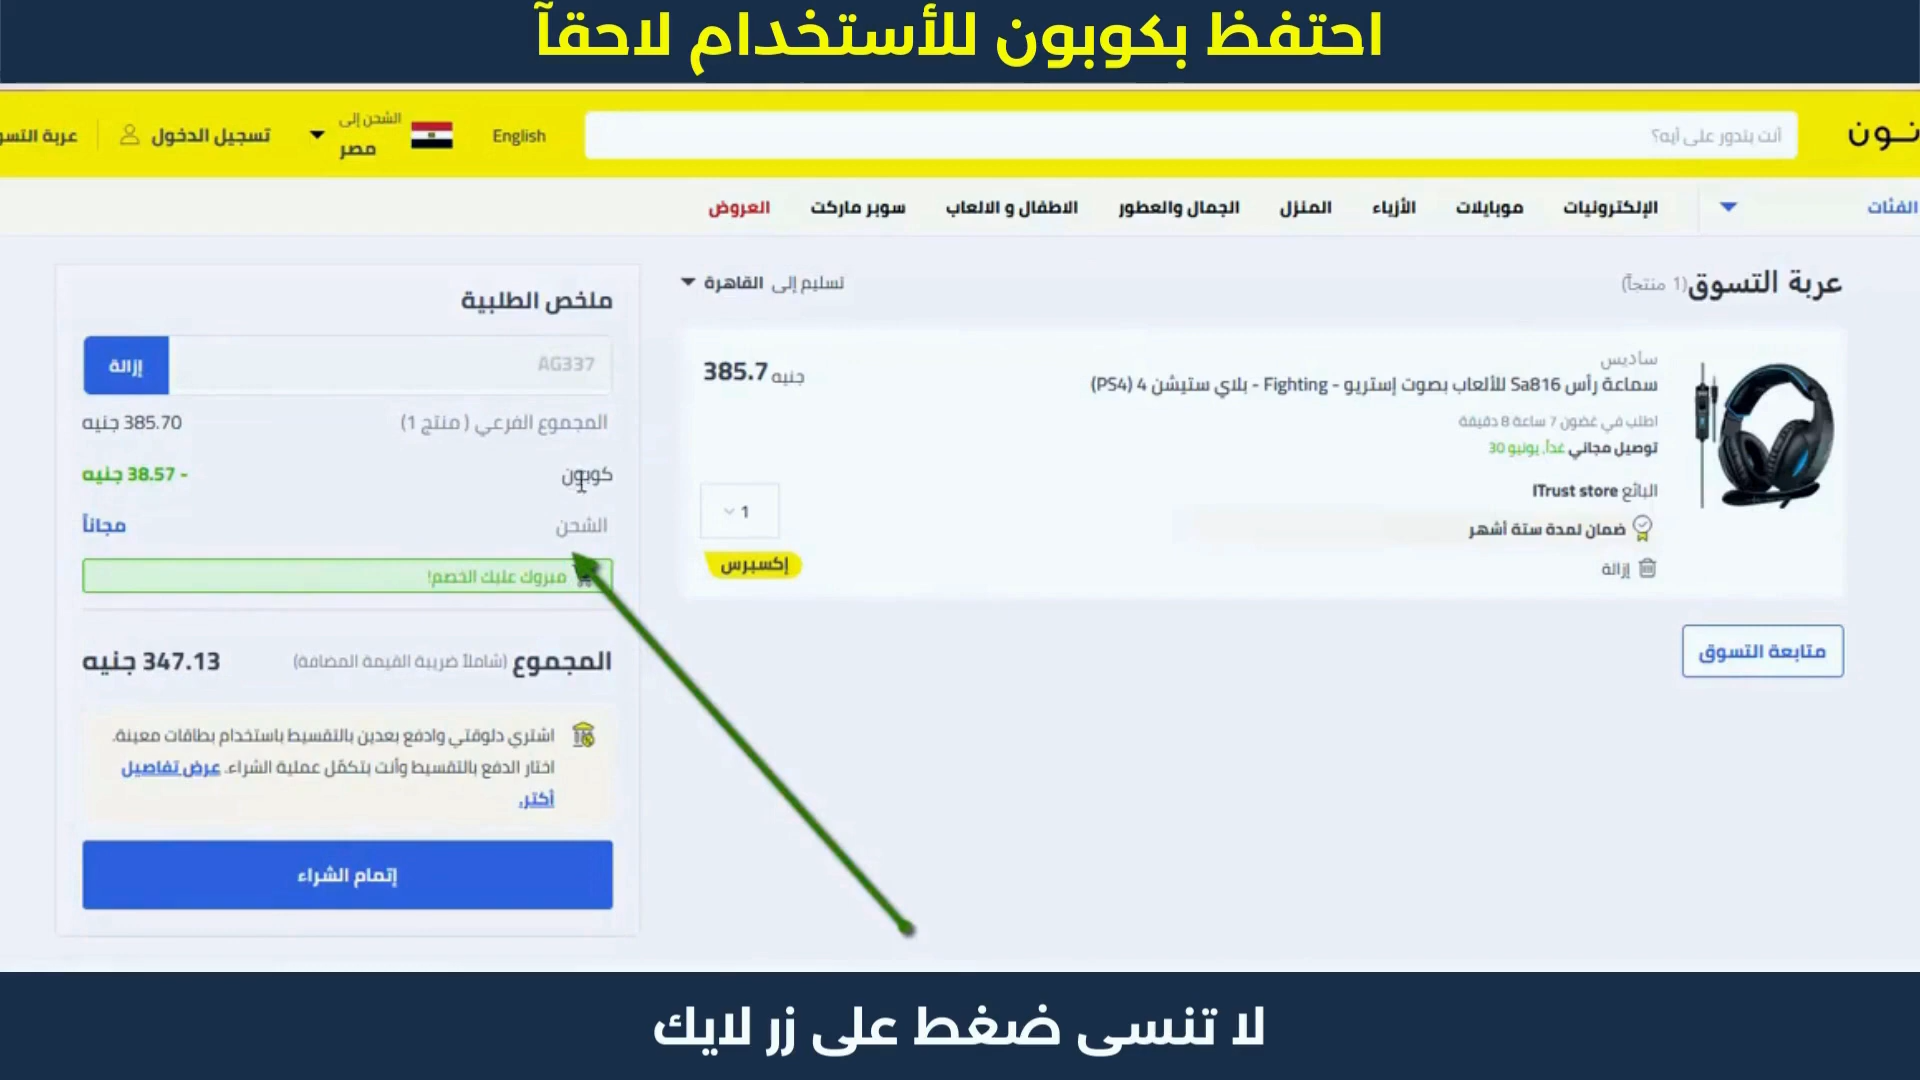 احتفظ بكوبون للأستخدام لاحقاً
نون
أنت بتدور على أيه؟
English
الشحن إلى
مصر
تسجيل الدخول
عربة التسو
الفئات
الإلكترونيات
موبايلات
الأزياء
المنزل
الجمال والعطور
الاطفال و الالعاب
سوبر ماركت
العروض
عربة التسوق (1 منتجاً)
تسليم إلى القاهرة
ساديس
سماعة رأس Sa816 للألعاب بصوت إستريو - Fighting - بلاي ستيشن 4 (PS4)
385.7 جنيه
اطلب في غضون 7 ساعة 8 دقيقة
توصيل مجاني غداً, يونيو 30
البائع ITrust store
ضمان لمدة ستة أشهر
إزالة
1
إكسبرس
متابعة التسوق
ملخص الطلبية
AG337
إزالة
المجموع الفرعي ( منتج 1)
385.70 جنيه
كوبون
- 38.57 جنيه
الشحن
مجاناً
مبروك عليك الخصم!
المجموع (شاملاً ضريبة القيمة المضافة)
347.13 جنيه
اشتري دلوقتي وادفع بعدين بالتقسيط باستخدام بطاقات معينة.
اختار الدفع بالتقسيط وأنت بتكمّل عملية الشراء. عرض تفاصيل
أكتر.
إتمام الشراء
لا تنسى ضغط على زر لايك